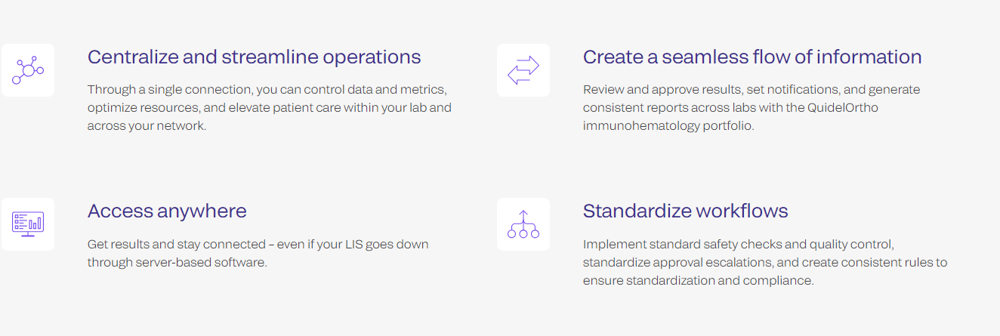 Centralize and streamline operations
Through a single connection, you can control data and metrics,
optimize resources, and elevate patient care within your lab and
across your network.
Create a seamless flow of information
Review and approve results, set notifications, and generate
consistent reports across labs with the QuidelOrtho
immunohematology portfolio.
Access anywhere
Get results and stay connected – even if your LIS goes down
through server-based software.
Standardize workflows
Implement standard safety checks and quality control,
standardize approval escalations, and create consistent rules to
ensure standardization and compliance.